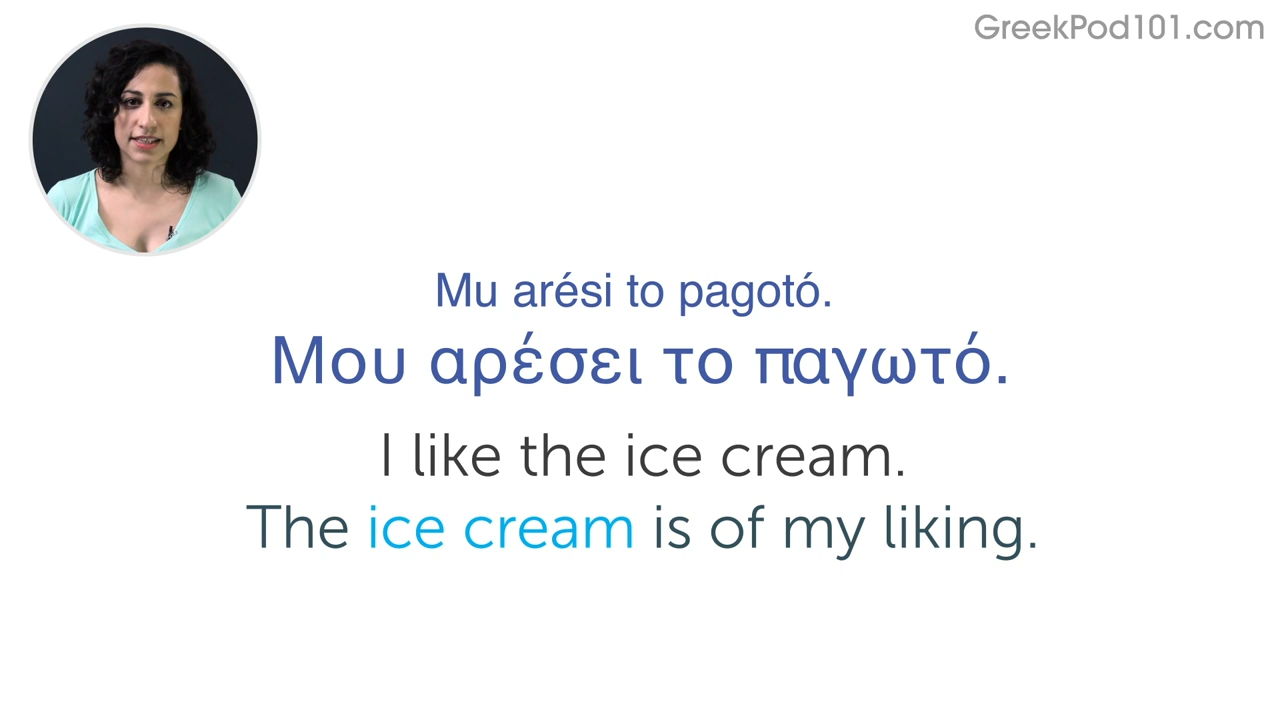 GreekPod101.com
Mu arési to pagotó.
Μου αρέσει το παγωτό.
I like the ice cream.
The ice cream is of my liking.